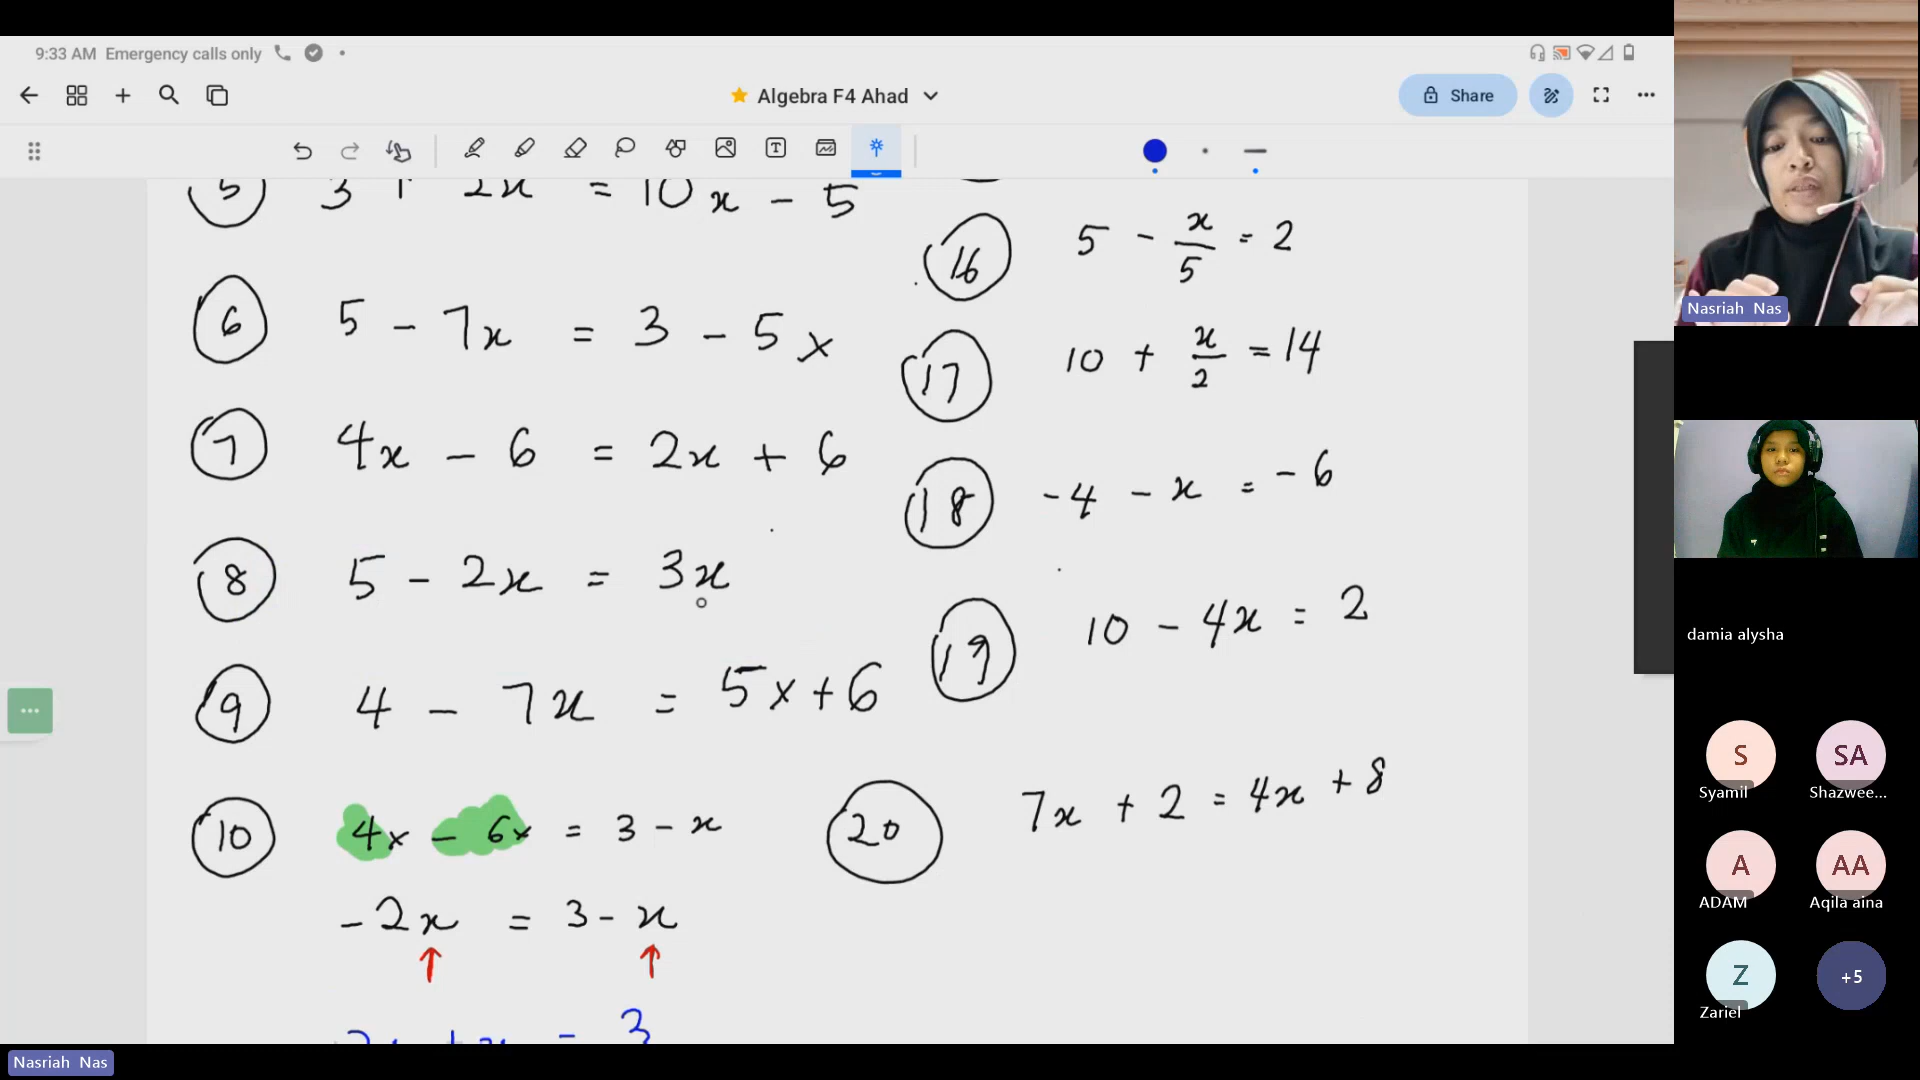 9:33 AM Emergency calls only
Algebra F4 Ahad
Share
5 3 + 2x = 10x - 5
6 5 - 7x = 3 - 5x
7 4x - 6 = 2x + 6
8 5 - 2x = 3x
9 4 - 7x = 5x + 6
10 4x - 6x = 3 - x
-2x = 3 - x
16 5 - x/5 = 2
17 10 + x/2 = 14
18 -4 - x = -6
19 10 - 4x = 2
20 7x + 2 = 4x + 8
Nasriah Nas
damia alysha
S
Syamil
SA
Shazwee...
A
ADAM
AA
Aqila aina
Z
Zariel
+5
Nasriah Nas